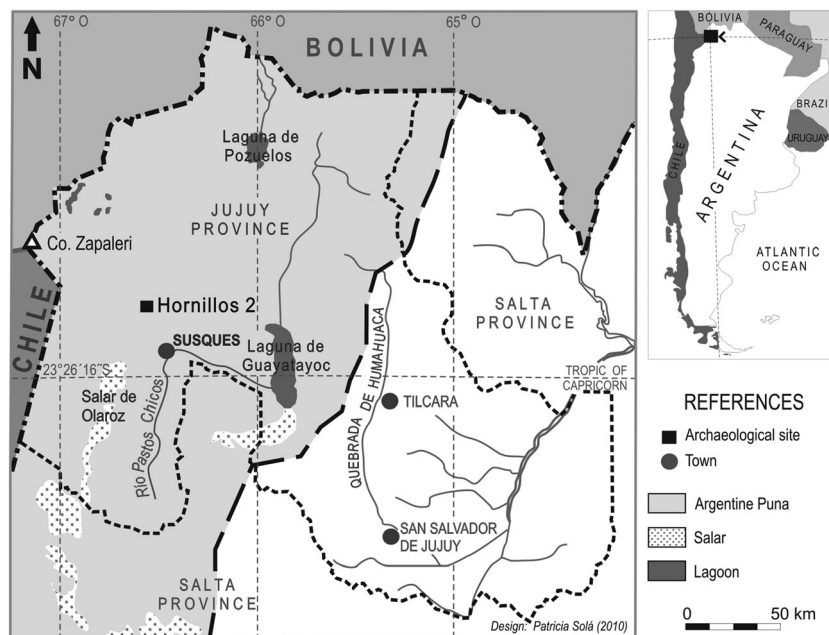 67° O
66° O
65° O
N
BOLIVIA
Laguna de
Pozuelos
JUJUY
PROVINCE
Co. Zapaleri
Hornillos 2
CHILE
SUSQUES
Laguna de
Guayatayoc
23°26´16˝S
Salar de
Olaroz
Río Pastos Chicos
QUEBRADA DE HUMAHUACA
SALTA
PROVINCE
TROPIC OF
CAPRICORN
TILCARA
SAN SALVADOR
DE JUJUY
SALTA
PROVINCE
Design: Patricia Solá (2010)
BOLIVIA
PARAGUAY
BRAZI
URUGUAY
CHILE
ARGENTINA
ATLANTIC
OCEAN
REFERENCES
Archaeological site
Town
Argentine Puna
Salar
Lagoon
0 50 km